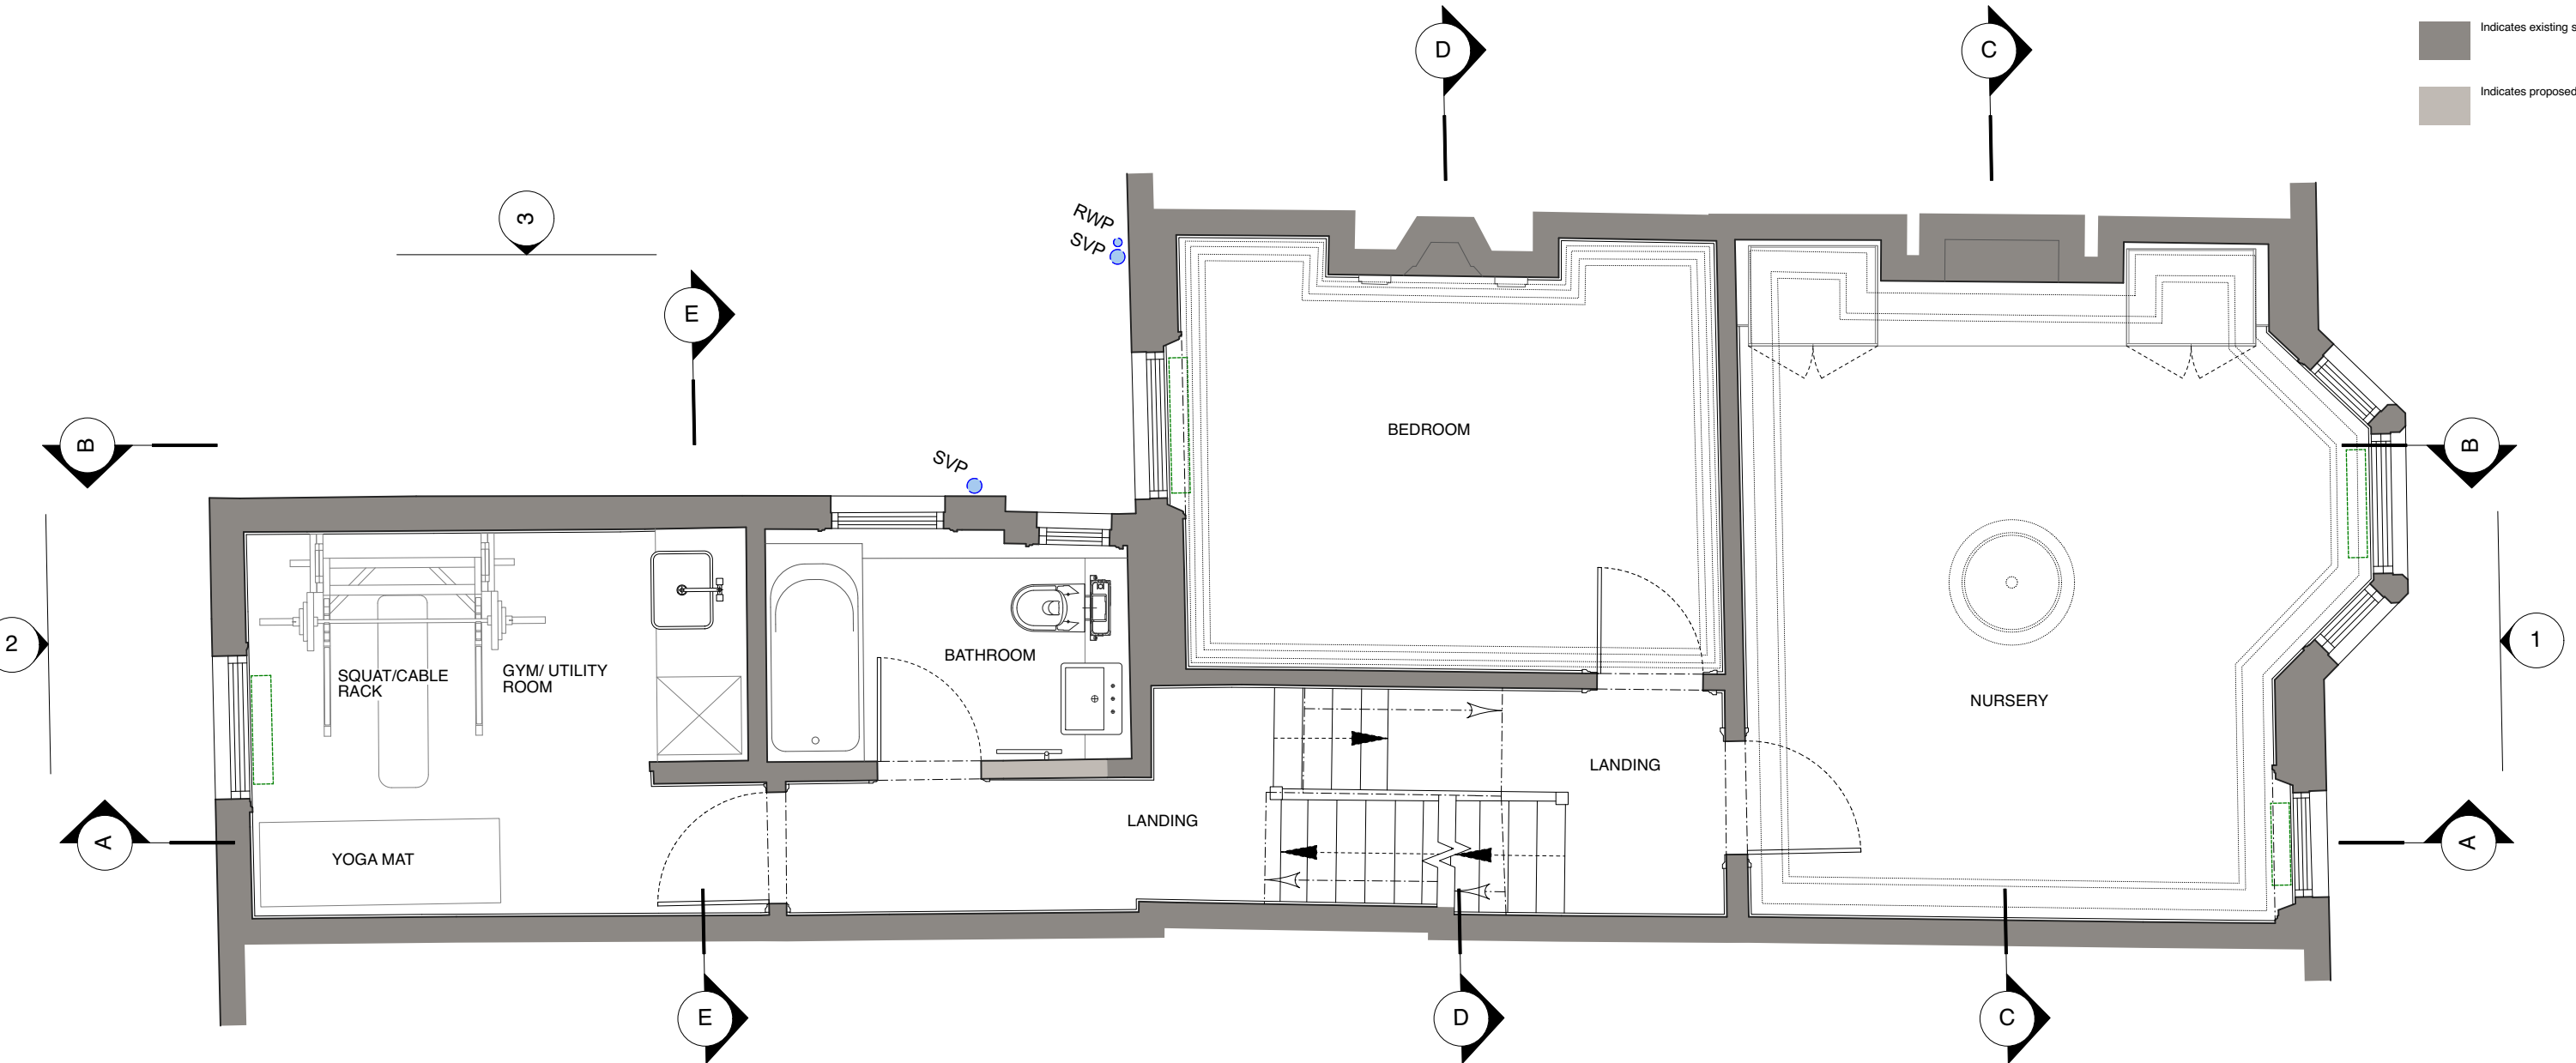 D
C
Indicates existing s
Indicates proposed
3
RWP
SVP
E
B
BEDROOM
B
SVP
2
SQUAT/CABLE
RACK
GYM/ UTILITY
ROOM
BATHROOM
1
NURSERY
LANDING
LANDING
A
YOGA MAT
A
E
D
C